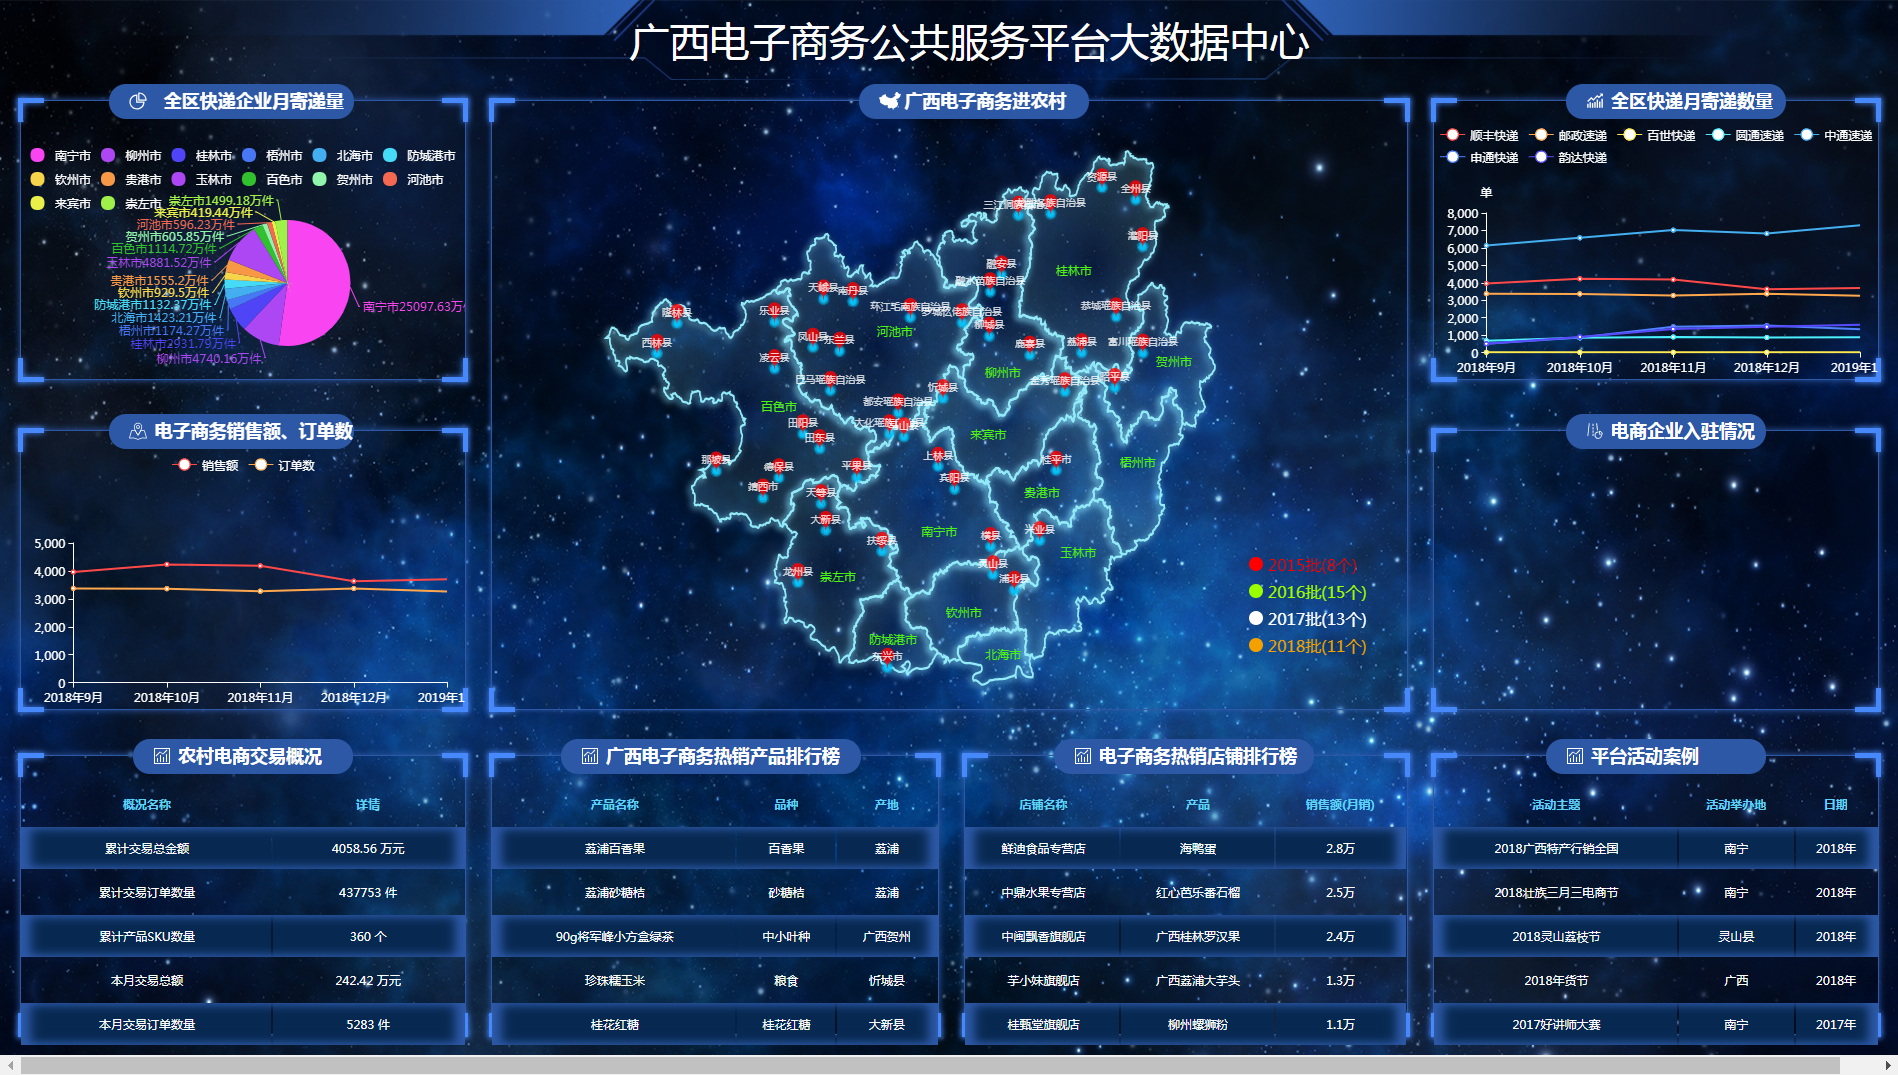 广西电子商务公共服务平台大数据中心
全区快递企业月寄递量
南宁市 柳州市 桂林市 梧州市 北海市 防城港市
钦州市 贵港市 玉林市 百色市 贺州市 河池市
来宾市 崇左市
崇左市1499.18万件
来宾市419.44万件
河池市596.23万件
贺州市605.85万件
百色市1114.72万件
玉林市4881.52万件
贵港市1555.2万件
钦州市929.5万件
防城港市1132.37万件
北海市1423.21万件
梧州市1174.27万件
桂林市2931.79万件
柳州市4740.16万件
南宁市25097.63万
电子商务销售额、订单数
销售额 订单数
5,000
4,000
3,000
2,000
1,000
0
2018年9月 2018年10月 2018年11月 2018年12月 2019年1
广西电子商务进农村
资源县
全州县
灌阳县
融安县
桂林市
融水苗族自治县
天峨县
南丹县
环江毛南族自治县
罗城仫佬族自治县
恭城瑶族自治县
隆林县
乐业县
河池市
柳城县
西林县
凤山县
东兰县
鹿寨县
荔浦县
富川瑶族自治县
凌云县
贺州市
柳州市
巴马瑶族自治县
金秀瑶族自治县
昭平县
忻城县
百色市
都安瑶族自治县
田阳县
田东县
来宾市
那坡县
德保县
平果县
上林县
桂平市
梧州市
靖西市
天等县
宾阳县
贵港市
大新县
南宁市
横县
兴业县
扶绥县
玉林市
龙州县
崇左市
灵山县
浦北县
钦州市
防城港市
东兴市
北海市
2015批(8个)
2016批(15个)
2017批(13个)
2018批(11个)
全区快递月寄递数量
顺丰快递 邮政速递 百世快递 圆通速递 中通速递
申通快递 韵达快递
单
8,000
7,000
6,000
5,000
4,000
3,000
2,000
1,000
0
2018年9月 2018年10月 2018年11月 2018年12月 2019年1
电商企业入驻情况
农村电商交易概况
概况名称 详情
累计交易总金额 4058.56 万元
累计交易订单数量 437753 件
累计产品SKU数量 360 个
本月交易总额 242.42 万元
本月交易订单数量 5283 件
广西电子商务热销产品排行榜
产品名称 品种 产地
荔浦百香果 百香果 荔浦
荔浦砂糖桔 砂糖桔 荔浦
90g将军峰小方盒绿茶 中小叶种 广西贺州
珍珠糯玉米 粮食 忻城县
桂花红糖 桂花红糖 大新县
电子商务热销店铺排行榜
店铺名称 产品 销售额(月销)
鲜迪食品专营店 海鸭蛋 2.8万
中鼎水果专营店 红心芭乐番石榴 2.5万
中闽飘香旗舰店 广西桂林罗汉果 2.4万
芋小妹旗舰店 广西荔浦大芋头 1.3万
桂甄堂旗舰店 柳州螺狮粉 1.1万
平台活动案例
活动主题 活动举办地 日期
2018广西特产行销全国 南宁 2018年
2018壮族三月三电商节 南宁 2018年
2018灵山荔枝节 灵山县 2018年
2018年货节 广西 2018年
2017好讲师大赛 南宁 2017年